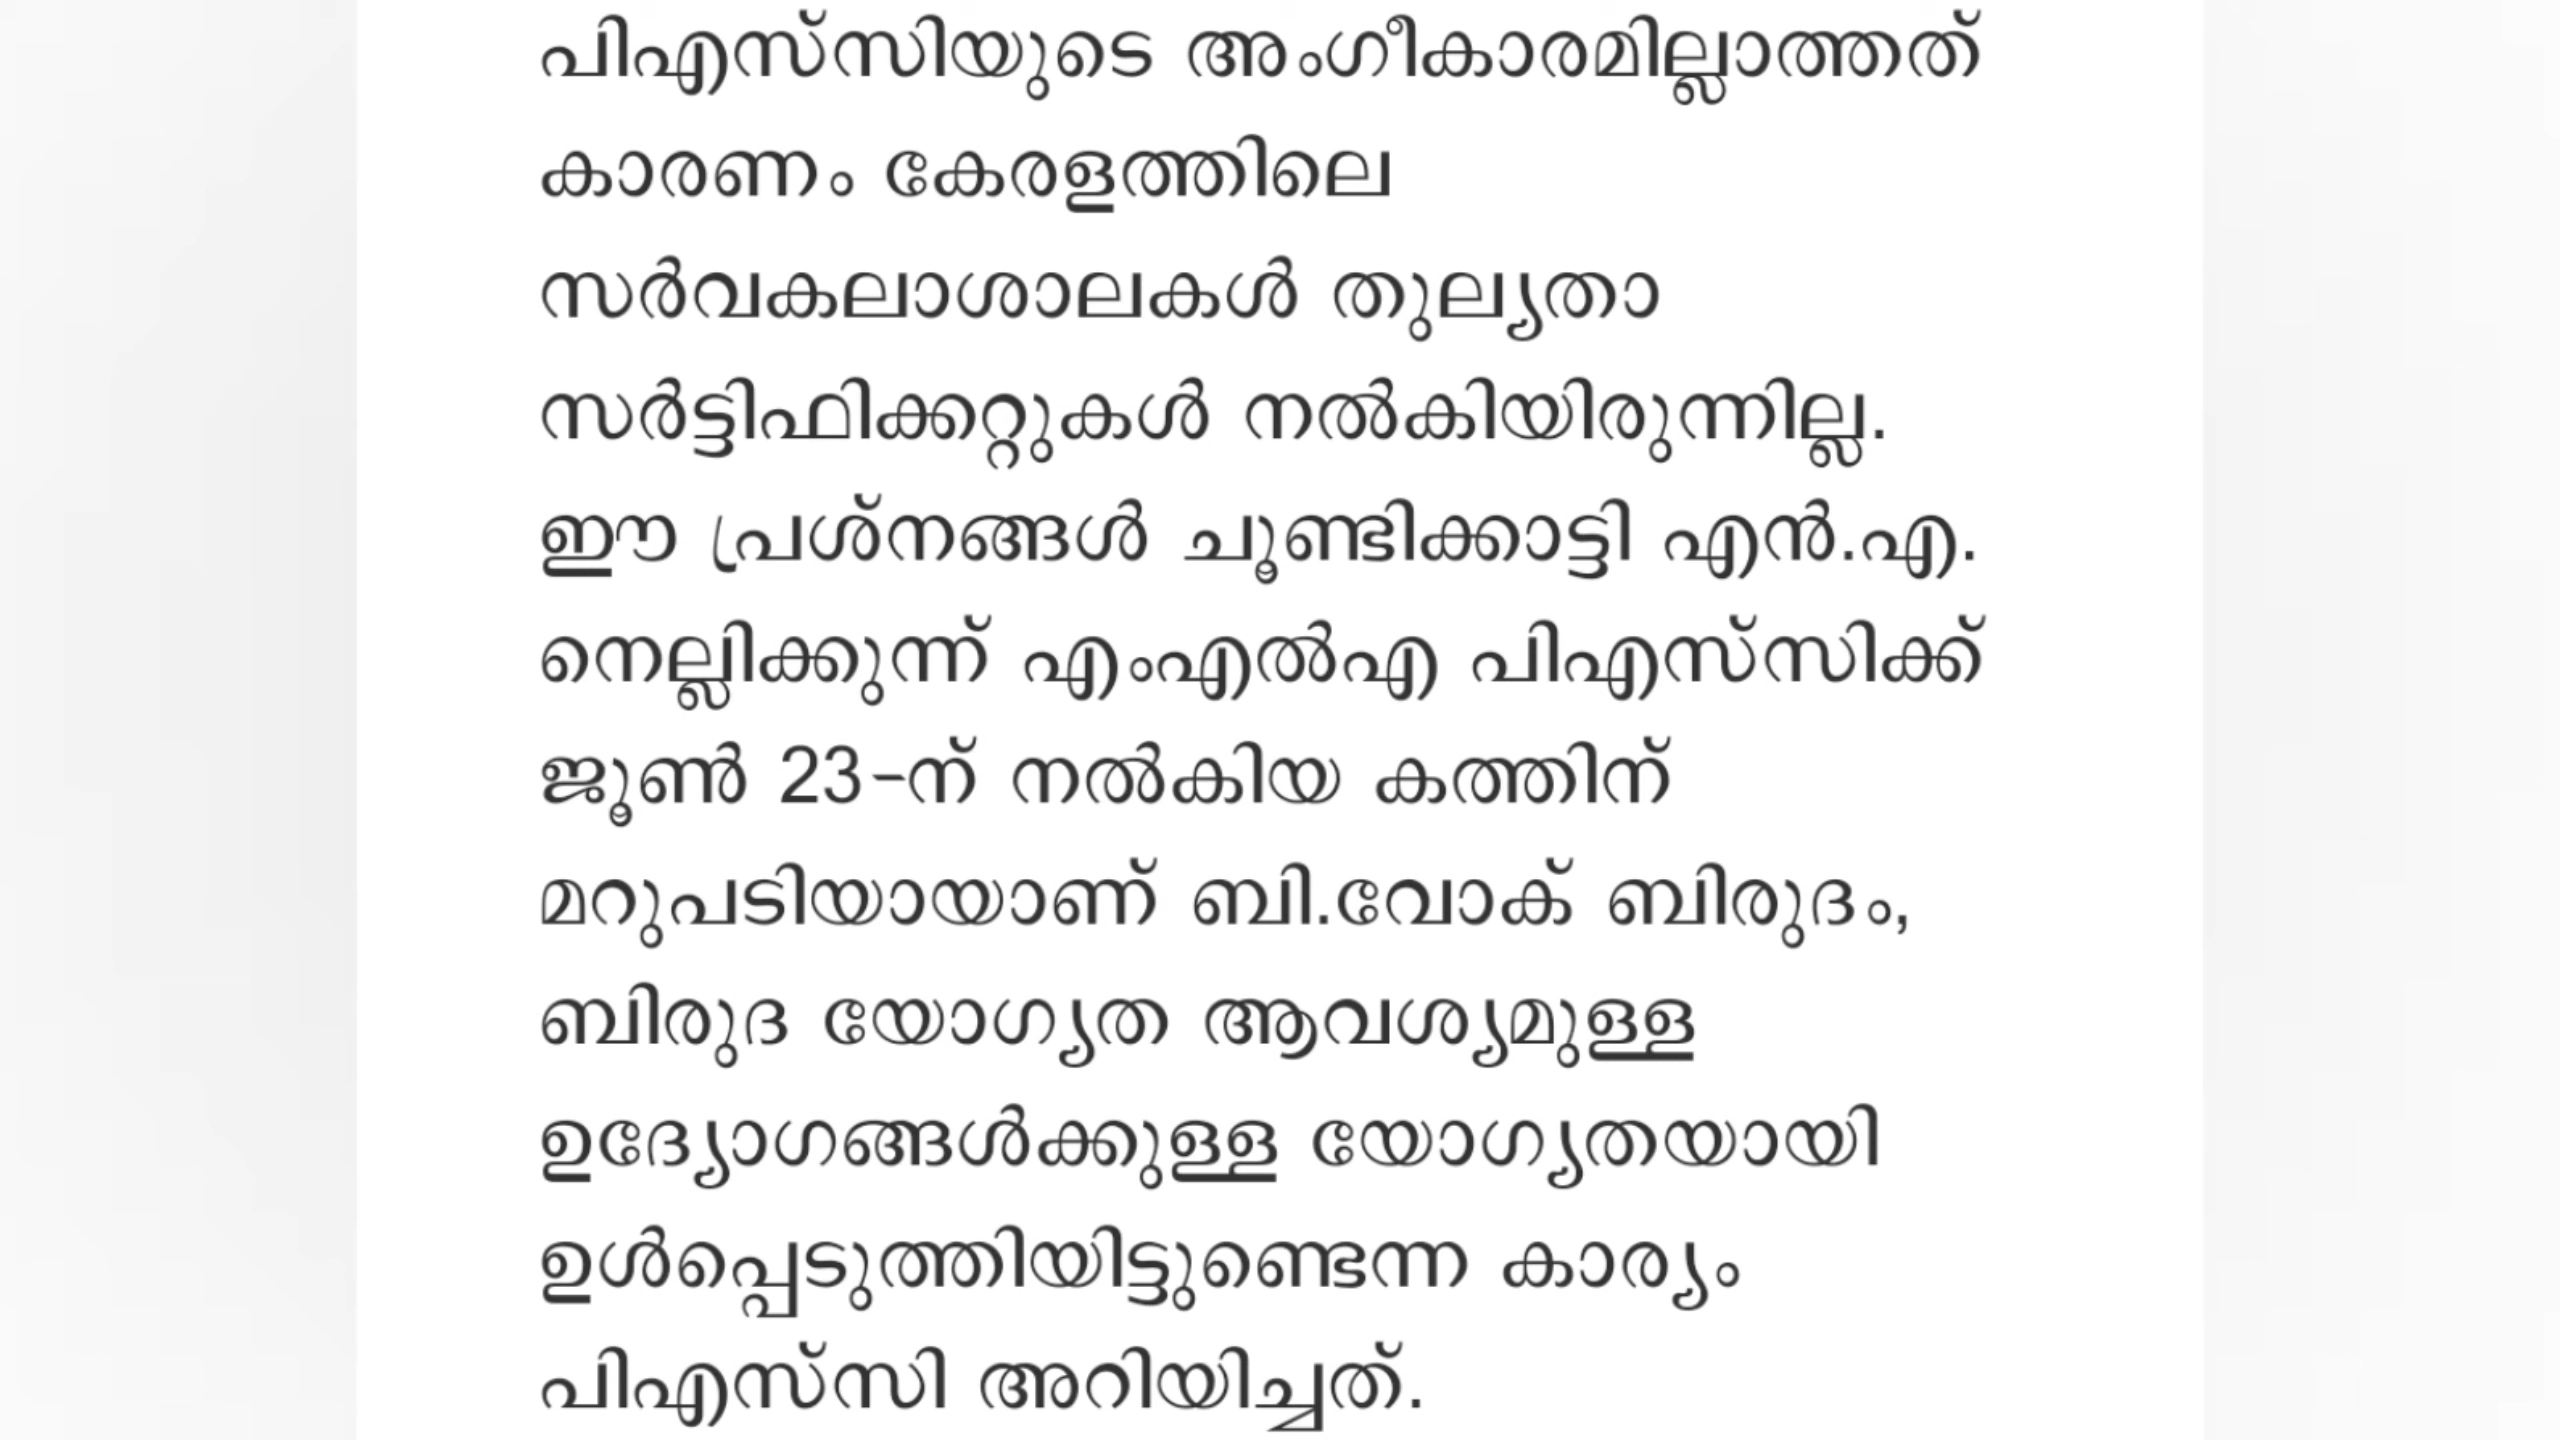 പിഎസ്‌സിയുടെ അംഗീകാരമില്ലാത്തത്
കാരണം കേരളത്തിലെ
സർവകലാശാലകൾ തുല്യതാ
സർട്ടിഫിക്കറ്റുകൾ നൽകിയിരുന്നില്ല.
ഈ പ്രശ്‌നങ്ങൾ ചൂണ്ടിക്കാട്ടി എൻ.എ.
നെല്ലിക്കുന്ന് എംഎൽഎ പിഎസ്‌സിക്ക്
ജൂൺ 23-ന് നൽകിയ കത്തിന്
മറുപടിയായാണ് ബി.വോക് ബിരുദം,
ബിരുദ യോഗ്യത ആവശ്യമുള്ള
ഉദ്യോഗങ്ങൾക്കുള്ള യോഗ്യതയായി
ഉൾപ്പെടുത്തിയിട്ടുണ്ടെന്ന കാര്യം
പിഎസ്‌സി അറിയിച്ചത്.